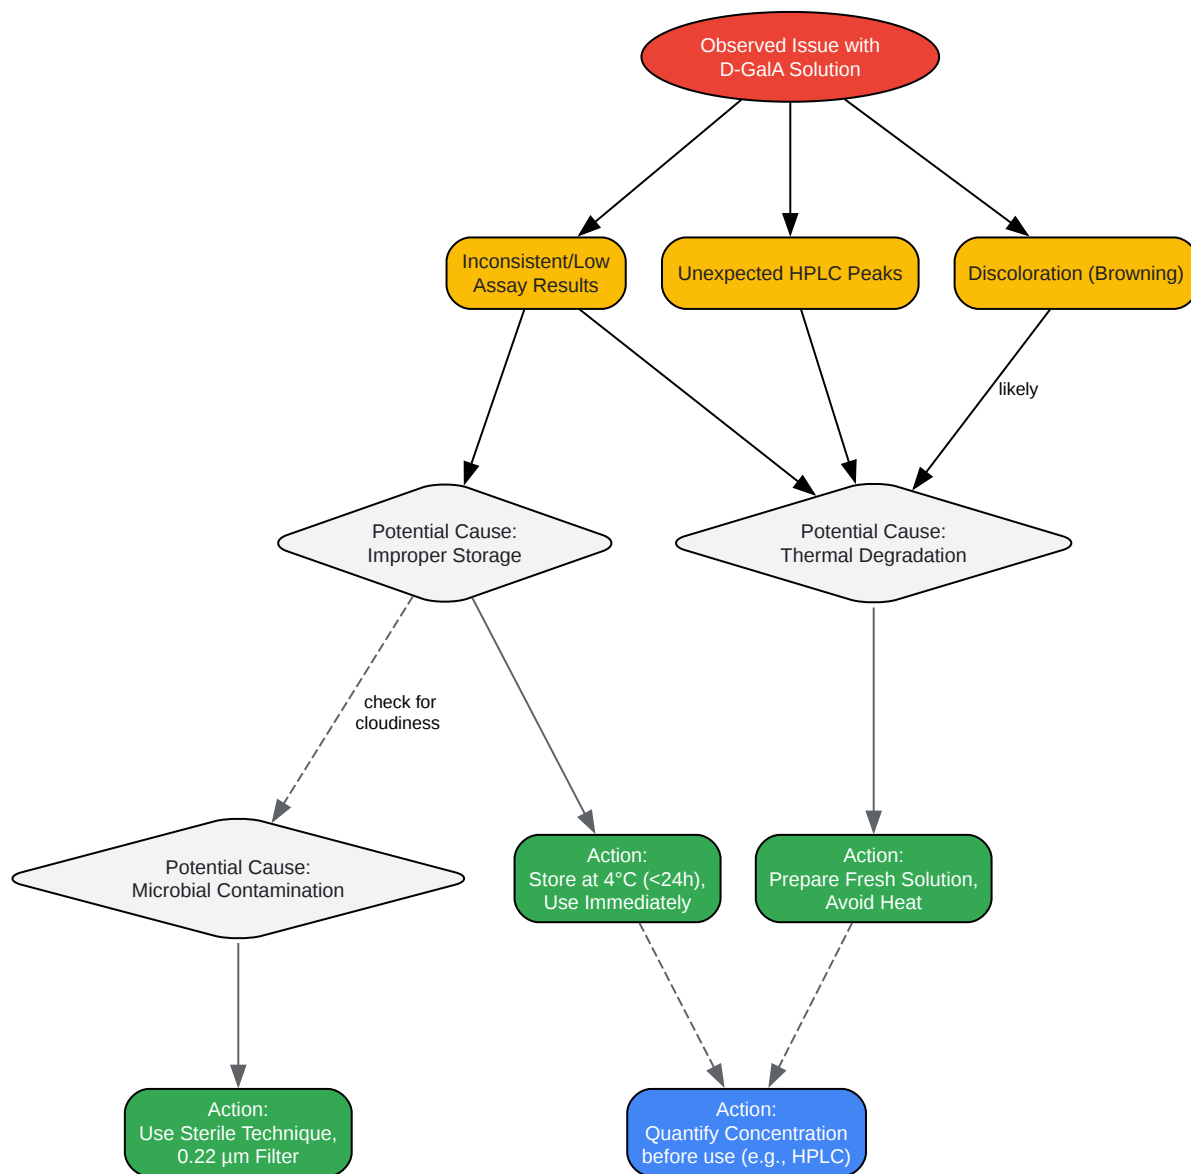 Observed Issue with
D-GalA Solution
Inconsistent/Low
Assay Results
Unexpected HPLC Peaks
Discoloration (Browning)
likely
Potential Cause:
Improper Storage
Potential Cause:
Thermal Degradation
check for
cloudiness
Potential Cause:
Microbial Contamination
Action:
Store at 4°C (<24h),
Use Immediately
Action:
Prepare Fresh Solution,
Avoid Heat
Action:
Use Sterile Technique,
0.22 µm Filter
Action:
Quantify Concentration
before use (e.g., HPLC)